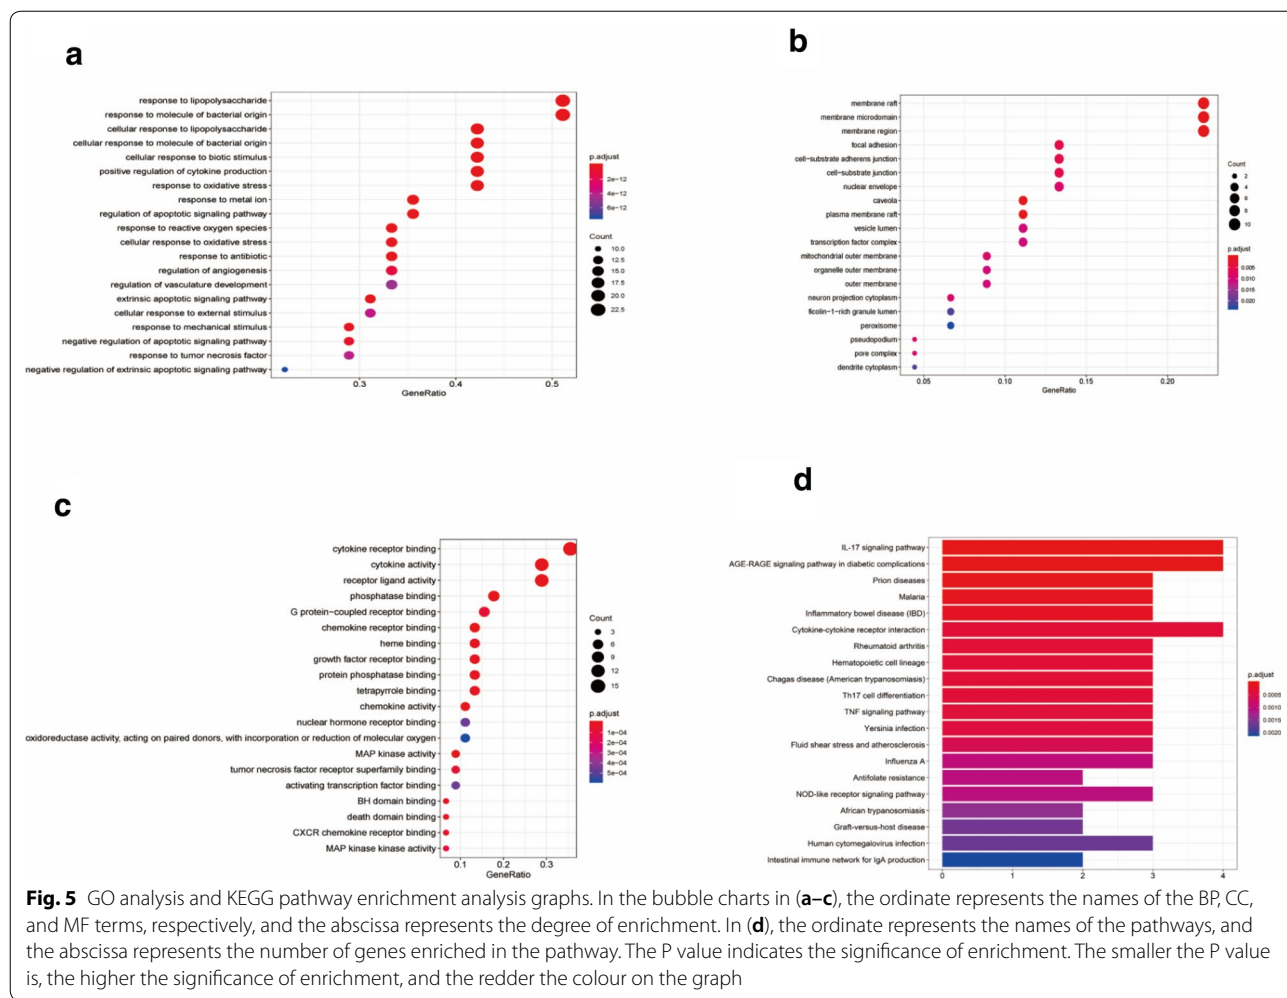 a
response to lipopolysaccharide
response to molecule of bacterial origin
cellular response to lipopolysaccharide
cellular response to molecule of bacterial origin
cellular response to biotic stimulus
positive regulation of cytokine production
response to oxidative stress
response to metal ion
regulation of apoptotic signaling pathway
response to reactive oxygen species
cellular response to oxidative stress
response to antibiotic
regulation of angiogenesis
regulation of vasculature development
extrinsic apoptotic signaling pathway
cellular response to external stimulus
response to mechanical stimulus
negative regulation of apoptotic signaling pathway
response to tumor necrosis factor
negative regulation of extrinsic apoptotic signaling pathway
0.3 0.4 0.5
GeneRatio
p.adjust
2e−12
4e−12
6e−12
Count
10.0
12.5
15.0
17.5
20.0
22.5
b
membrane raft
membrane microdomain
membrane region
focal adhesion
cell−substrate adherens junction
cell−substrate junction
nuclear envelope
caveola
plasma membrane raft
vesicle lumen
transcription factor complex
mitochondrial outer membrane
organelle outer membrane
outer membrane
neuron projection cytoplasm
ficolin−1−rich granule lumen
peroxisome
pseudopodium
pore complex
dendrite cytoplasm
0.05 0.10 0.15 0.20
GeneRatio
Count
2
4
6
8
10
p.adjust
0.005
0.010
0.015
0.020
c
cytokine receptor binding
cytokine activity
receptor ligand activity
phosphatase binding
G protein−coupled receptor binding
chemokine receptor binding
heme binding
growth factor receptor binding
protein phosphatase binding
tetrapyrrole binding
chemokine activity
nuclear hormone receptor binding
oxidoreductase activity, acting on paired donors, with incorporation or reduction of molecular oxygen
MAP kinase activity
tumor necrosis factor receptor superfamily binding
activating transcription factor binding
BH domain binding
death domain binding
CXCR chemokine receptor binding
MAP kinase kinase activity
0.1 0.2 0.3
GeneRatio
Count
3
6
9
12
15
p.adjust
1e−04
2e−04
3e−04
4e−04
5e−04
d
IL−17 signaling pathway
AGE−RAGE signaling pathway in diabetic complications
Prion diseases
Malaria
Inflammatory bowel disease (IBD)
Cytokine−cytokine receptor interaction
Rheumatoid arthritis
Hematopoietic cell lineage
Chagas disease (American trypanosomiasis)
Th17 cell differentiation
TNF signaling pathway
Yersinia infection
Fluid shear stress and atherosclerosis
Influenza A
Antifolate resistance
NOD−like receptor signaling pathway
African trypanosomiasis
Graft−versus−host disease
Human cytomegalovirus infection
Intestinal immune network for IgA production
0 1 2 3 4
p.adjust
0.0005
0.0010
0.0015
0.0020
Fig. 5 GO analysis and KEGG pathway enrichment analysis graphs. In the bubble charts in (a–c), the ordinate represents the names of the BP, CC,
and MF terms, respectively, and the abscissa represents the degree of enrichment. In (d), the ordinate represents the names of the pathways, and
the abscissa represents the number of genes enriched in the pathway. The P value indicates the significance of enrichment. The smaller the P value
is, the higher the significance of enrichment, and the redder the colour on the graph